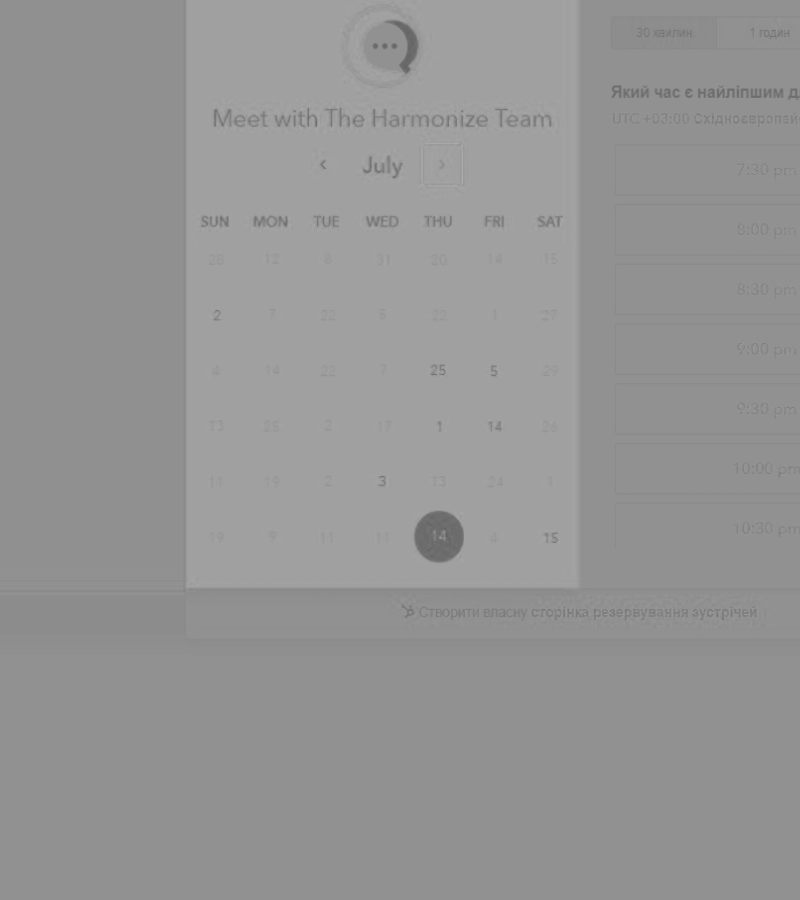 30 хвилин 1 годин
Який час є найліпшим д
UTC +03:00 Східноєвропей
Meet with The Harmonize Team
July
SUN MON TUE WED THU FRI SAT
28 12 8 31 20 14 15
2 7 22 5 22 1 27
4 14 22 7 25 5 29
13 25 2 17 1 14 26
11 19 2 3 13 24 1
19 9 11 11 14 4 15
7:30 pm
8:00 pm
8:30 pm
9:00 pm
9:30 pm
10:00 pm
10:30 pm
Створити власну сторінка резервування зустрічей